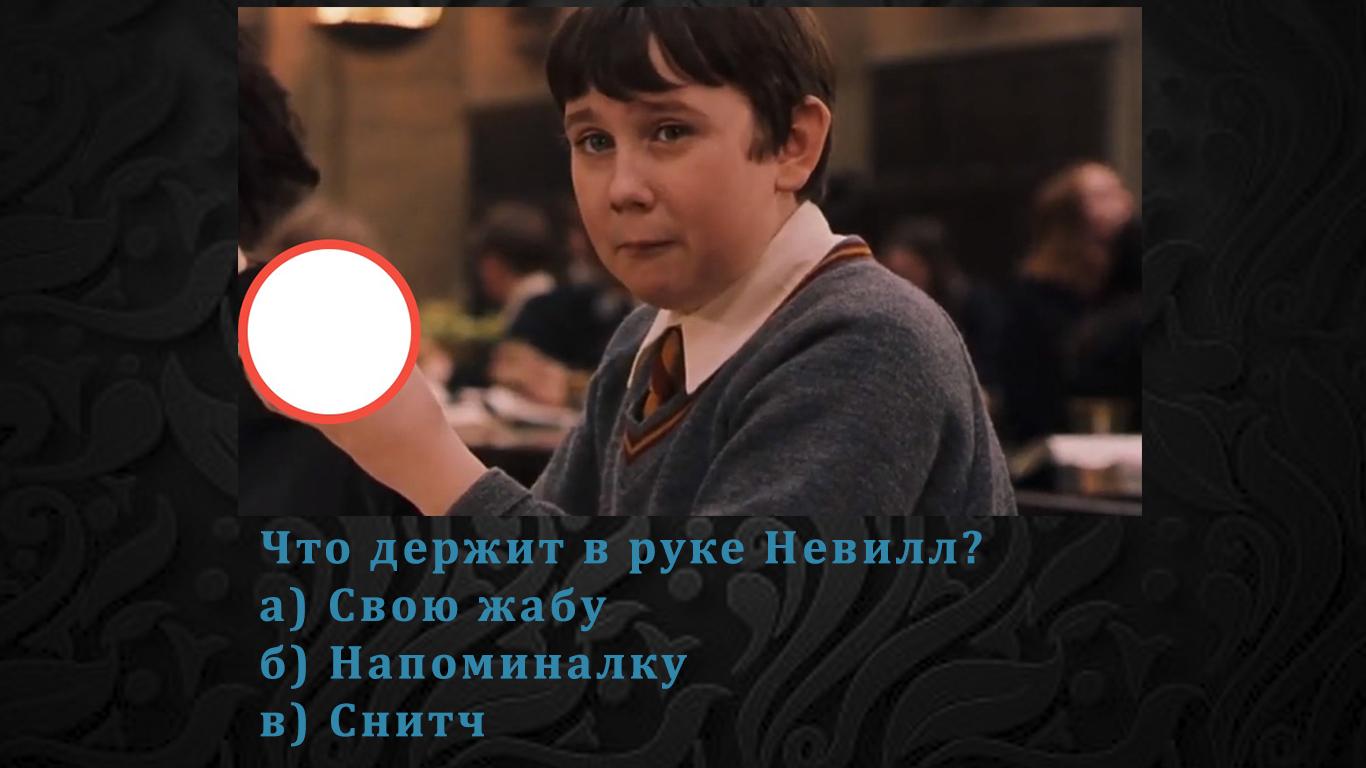 Что держит в руке Невилл?
а) Свою жабу
б) Напоминалку
в) Снитч